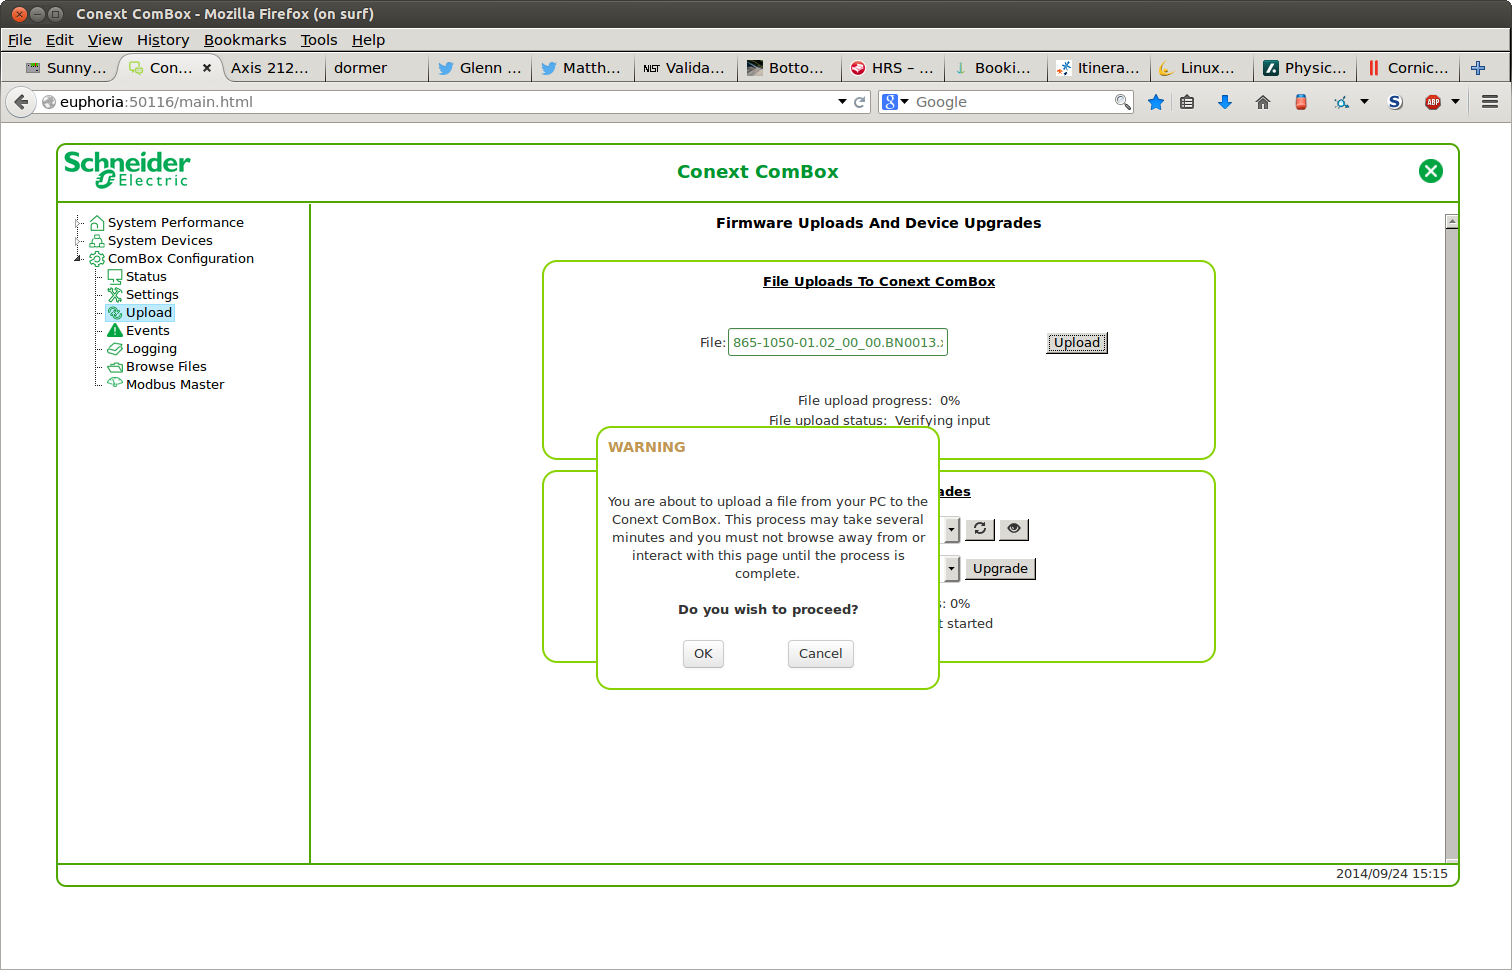 Conext ComBox - Mozilla Firefox (on surf)
File Edit View History Bookmarks Tools Help
Sunny... Con... Axis 212... dormer Glenn ... Matth... NIST Valida... Botto... HRS – ... Booki... Itinera... Linux... Physic... Cornic...
euphoria:50116/main.html
8 Google
S
ABP
Schneider
Electric
Conext ComBox
System Performance
System Devices
ComBox Configuration
Status
Settings
Upload
Events
Logging
Browse Files
Modbus Master
Firmware Uploads And Device Upgrades
File Uploads To Conext ComBox
File: 865-1050-01.02_00_00.BN0013.x Upload
File upload progress: 0%
File upload status: Verifying input
WARNING
You are about to upload a file from your PC to the
Conext ComBox. This process may take several
minutes and you must not browse away from or
interact with this page until the process is
complete.
Do you wish to proceed?
OK Cancel
ades
Upgrade
s: 0%
t started
2014/09/24 15:15